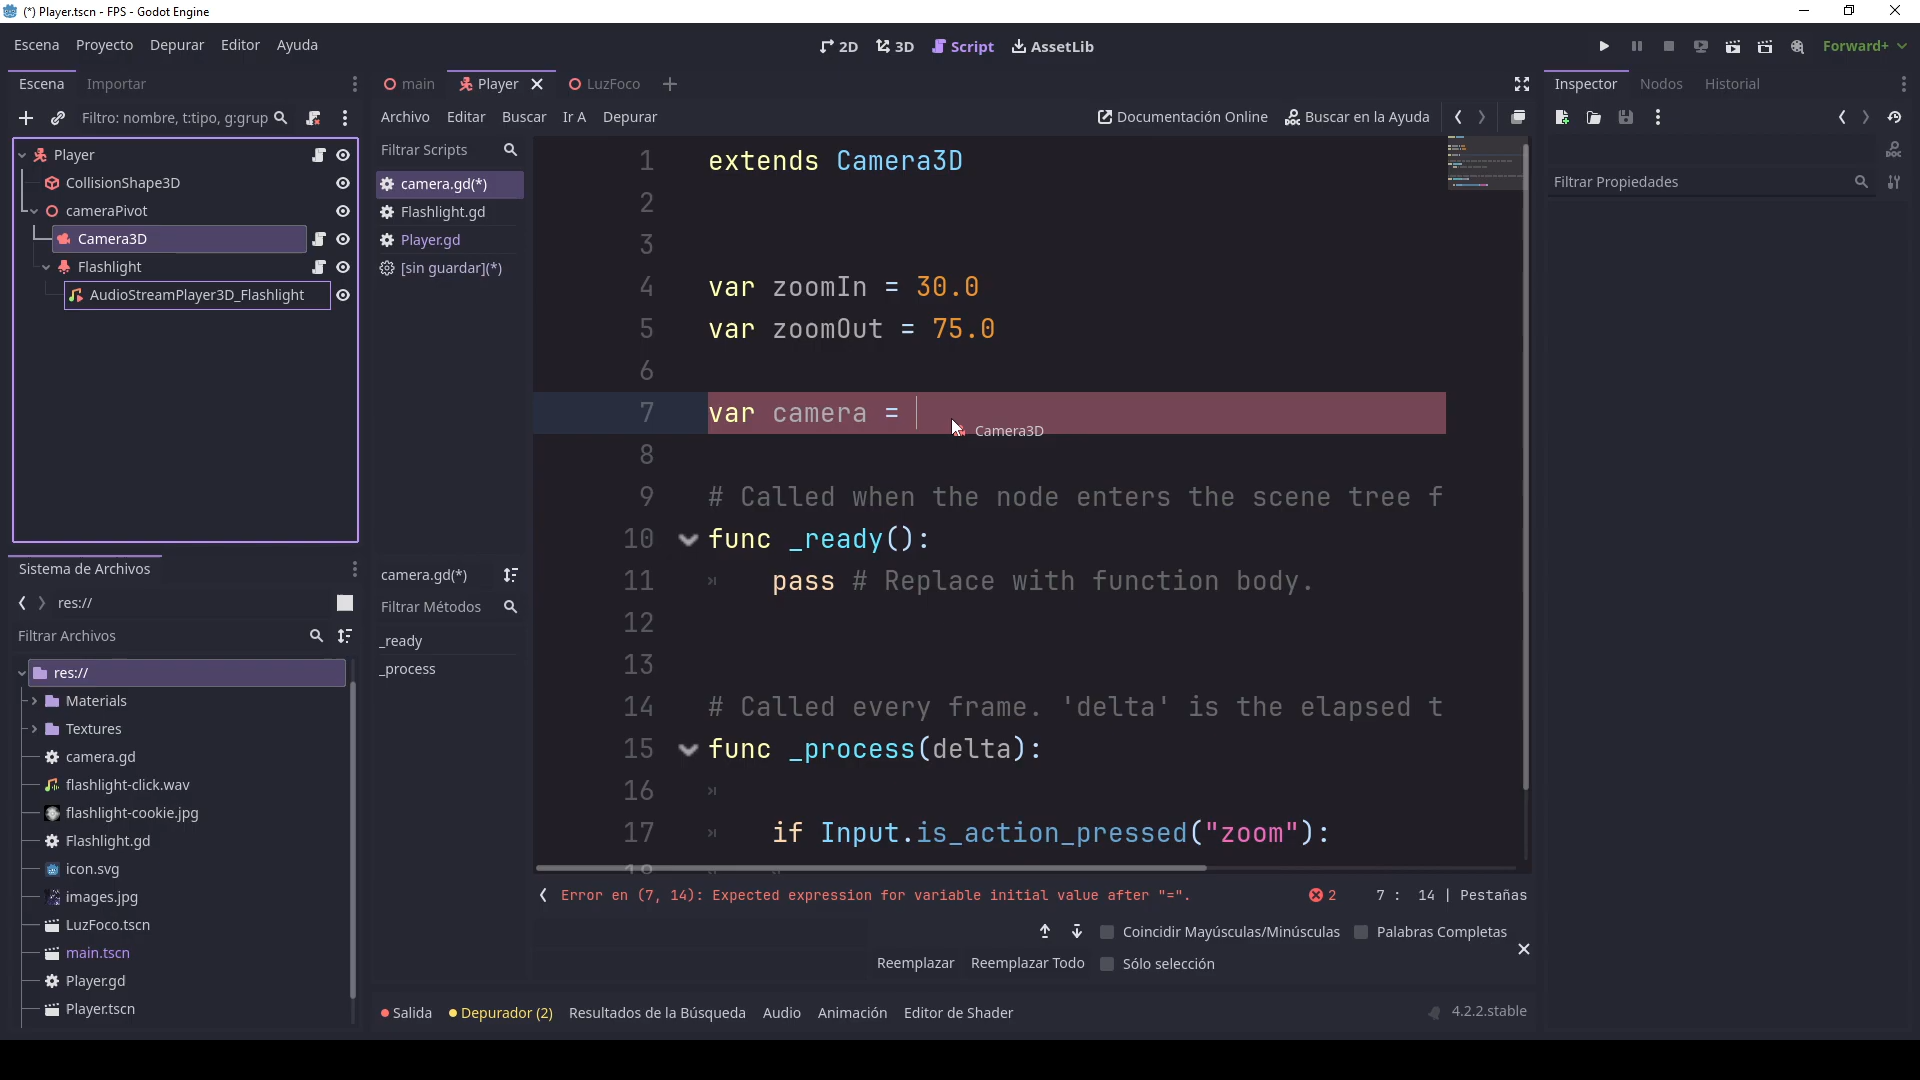 (*) Player.tscn - FPS - Godot Engine
Escena Proyecto Depurar Editor Ayuda
2D 3D Script AssetLib
Forward+
Escena Importar
Filtro: nombre, t:tipo, g:grup
Player
CollisionShape3D
cameraPivot
Camera3D
Flashlight
AudioStreamPlayer3D_Flashlight
Sistema de Archivos
res://
Filtrar Archivos
res://
Materials
Textures
camera.gd
flashlight-click.wav
flashlight-cookie.jpg
Flashlight.gd
icon.svg
images.jpg
LuzFoco.tscn
main.tscn
Player.gd
Player.tscn
main Player LuzFoco
Archivo Editar Buscar Ir A Depurar
Documentación Online Buscar en la Ayuda
Filtrar Scripts
camera.gd(*)
Flashlight.gd
Player.gd
[sin guardar](*)
camera.gd(*)
Filtrar Métodos
_ready
_process
1 extends Camera3D
2
3
4 var zoomIn = 30.0
5 var zoomOut = 75.0
6
7 var camera =
Camera3D
8
9 # Called when the node enters the scene tree f
10 func _ready():
11 pass # Replace with function body.
12
13
14 # Called every frame. 'delta' is the elapsed t
15 func _process(delta):
16
17 if Input.is_action_pressed("zoom"):
Error en (7, 14): Expected expression for variable initial value after "=".
2 7 : 14 | Pestañas
Coincidir Mayúsculas/Minúsculas Palabras Completas
Reemplazar Reemplazar Todo Sólo selección
Salida Depurador (2) Resultados de la Búsqueda Audio Animación Editor de Shader
4.2.2.stable
Inspector Nodos Historial
Filtrar Propiedades